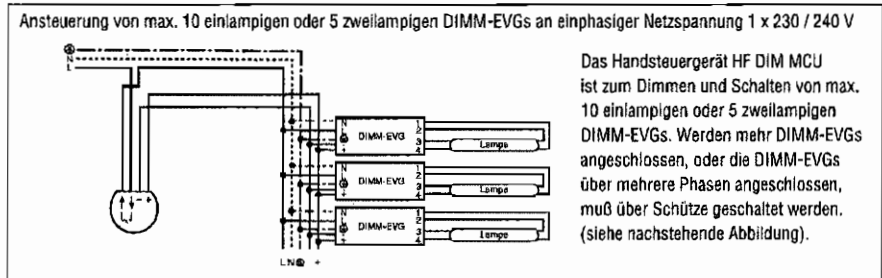 Ansteuerung von max. 10 einlampigen oder 5 zweilampigen DIMM-EVGs an einphasiger Netzspannung 1 x 230 / 240 V
N
L
Das Handsteuergerät HF DIM MCU
ist zum Dimmen und Schalten von max.
10 einlampigen oder 5 zweilampigen
DIMM-EVGs. Werden mehr DIMM-EVGs
angeschlossen, oder die DIMM-EVGs
über mehrere Phasen angeschlossen,
muß über Schütze geschaltet werden.
(siehe nachstehende Abbildung).
N DIMM-EVG 1
2
3
+ 4
Lampe
N DIMM-EVG 1
2
3
+ 4
Lampe
N DIMM-EVG 1
2
3
+ 4
Lampe
L - +
L N +